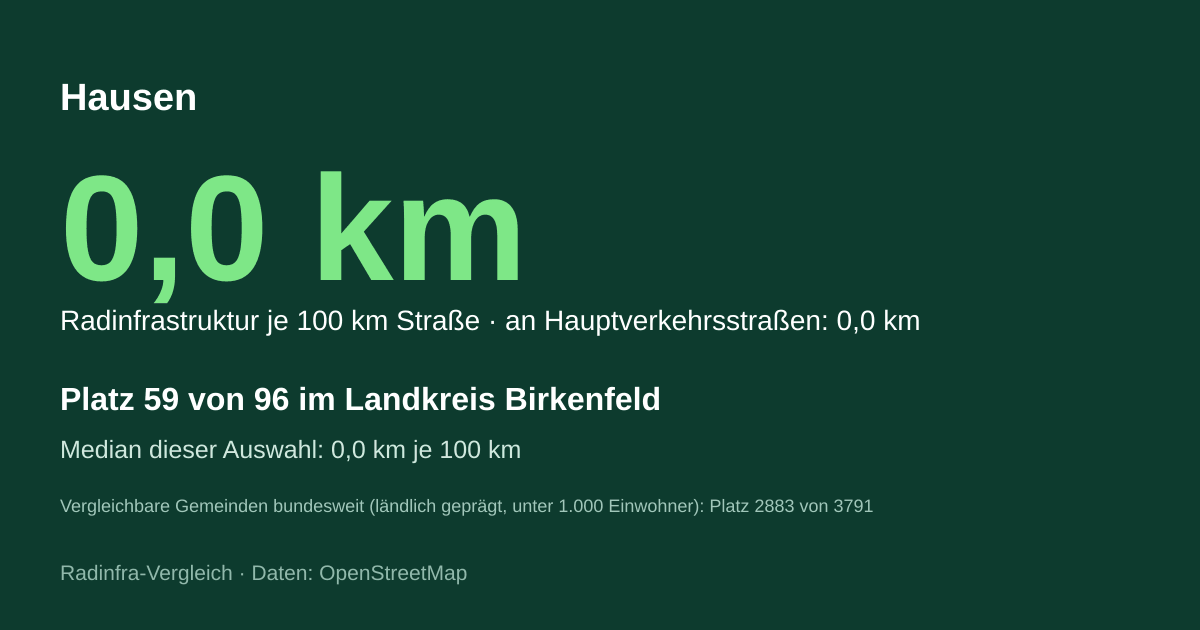 Hausen
0,0 km
Radinfrastruktur je 100 km Straße · an Hauptverkehrsstraßen: 0,0 km
Platz 59 von 96 im Landkreis Birkenfeld
Median dieser Auswahl: 0,0 km je 100 km
Vergleichbare Gemeinden bundesweit (ländlich geprägt, unter 1.000 Einwohner): Platz 2883 von 3791
Radinfra-Vergleich · Daten: OpenStreetMap